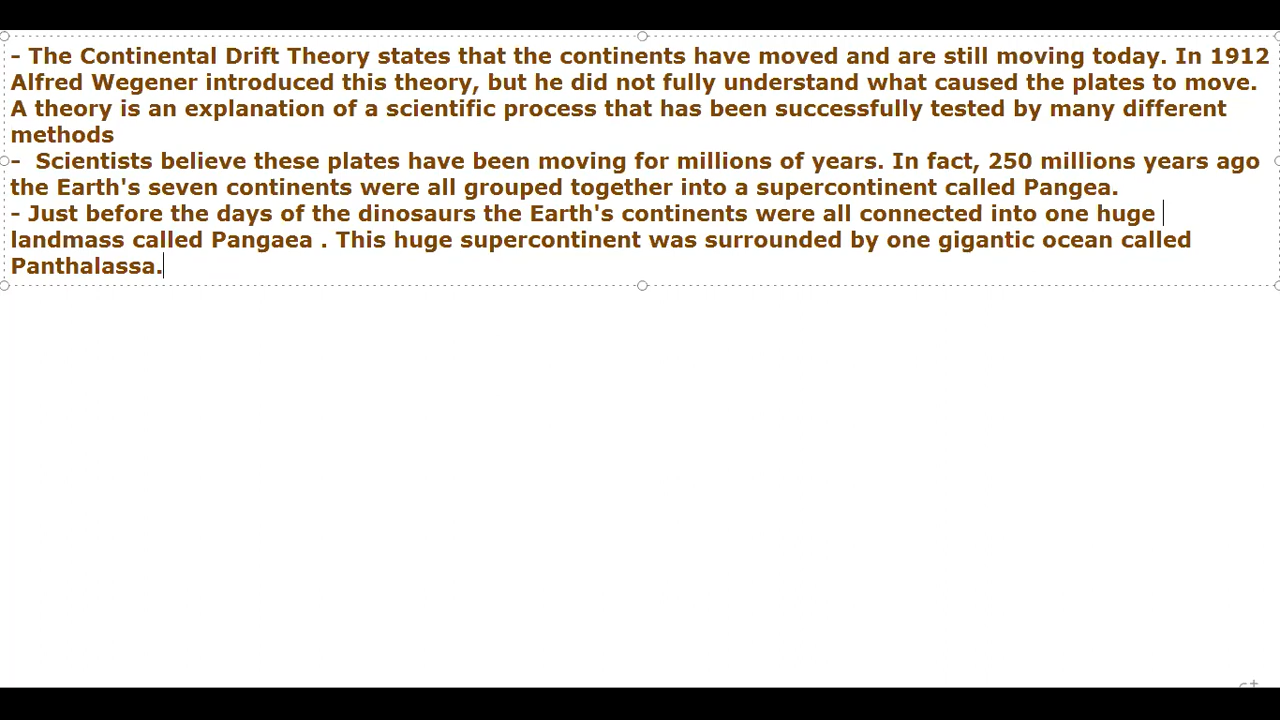 - The Continental Drift Theory states that the continents have moved and are still moving today. In 1912
Alfred Wegener introduced this theory, but he did not fully understand what caused the plates to move.
A theory is an explanation of a scientific process that has been successfully tested by many different
methods
-  Scientists believe these plates have been moving for millions of years. In fact, 250 millions years ago
the Earth's seven continents were all grouped together into a supercontinent called Pangea.
- Just before the days of the dinosaurs the Earth's continents were all connected into one huge
landmass called Pangaea . This huge supercontinent was surrounded by one gigantic ocean called
Panthalassa.